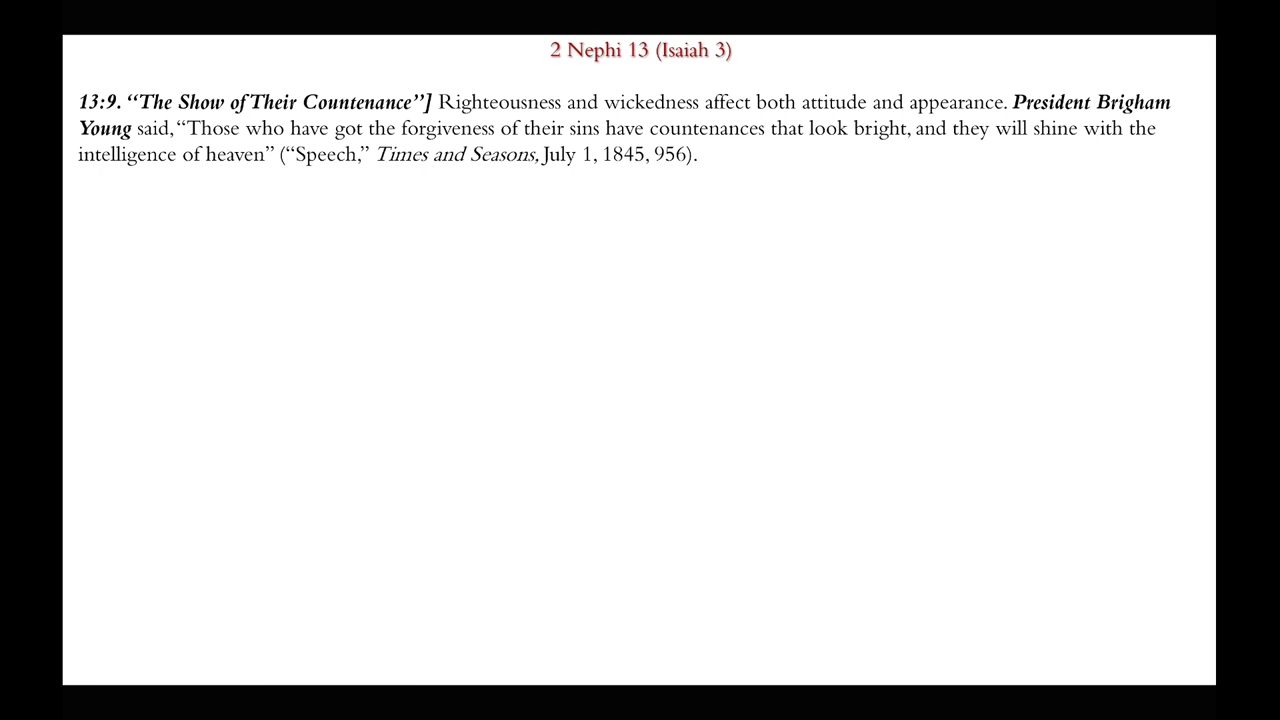 2 Nephi 13 (Isaiah 3)
13:9. “The Show of Their Countenance”] Righteousness and wickedness affect both attitude and appearance. President Brigham
Young said, “Those who have got the forgiveness of their sins have countenances that look bright, and they will shine with the
intelligence of heaven” (“Speech,” Times and Seasons, July 1, 1845, 956).